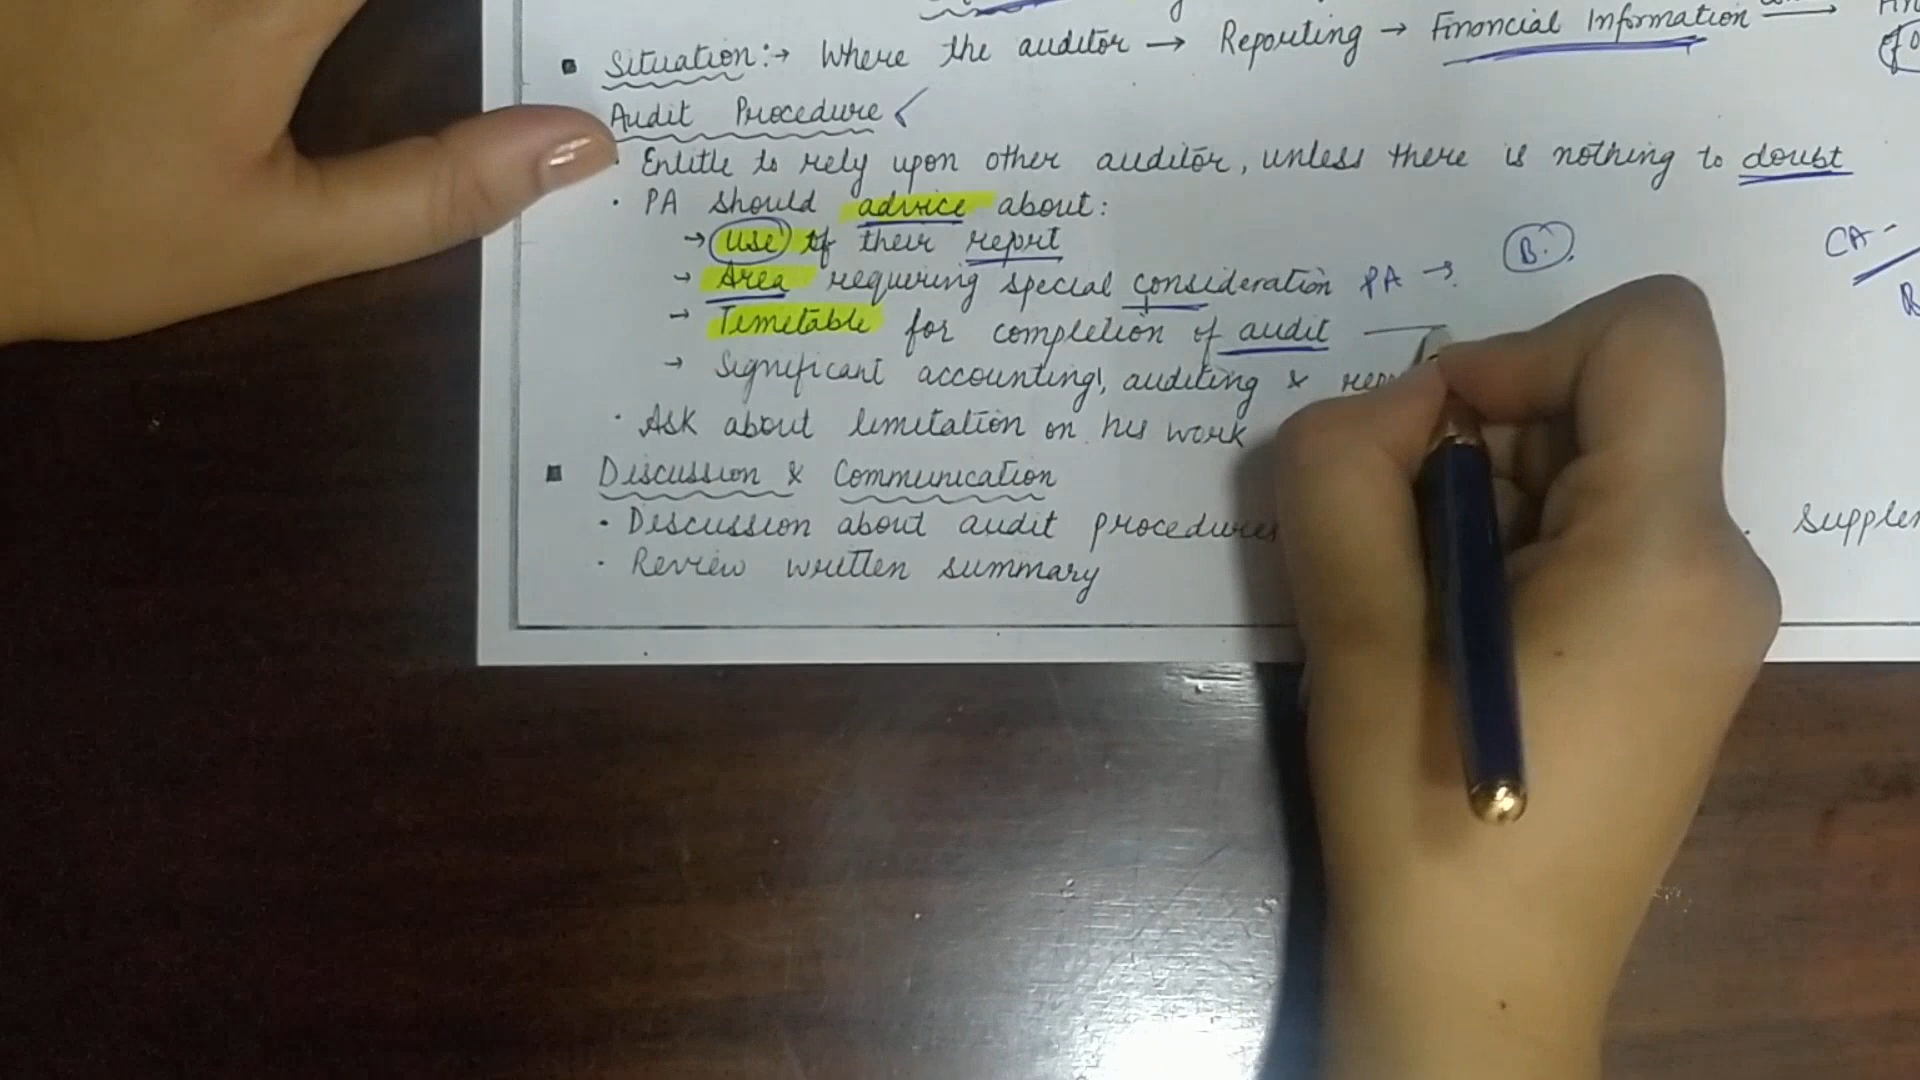 Situation:→ Where the auditor → Reporting → Financial Information →
Audit Procedure <
· Entitle to rely upon other auditor, unless there is nothing to doubt
· PA should advice about:
→ Use of their report
→ Area requiring special consideration PA → B.
CA -
→ Timetable for completion of audit
→ Significant accounting, auditing &
· Ask about limitation on his work
Discussion & Communication
· Discussion about audit procedures
· Review written summary